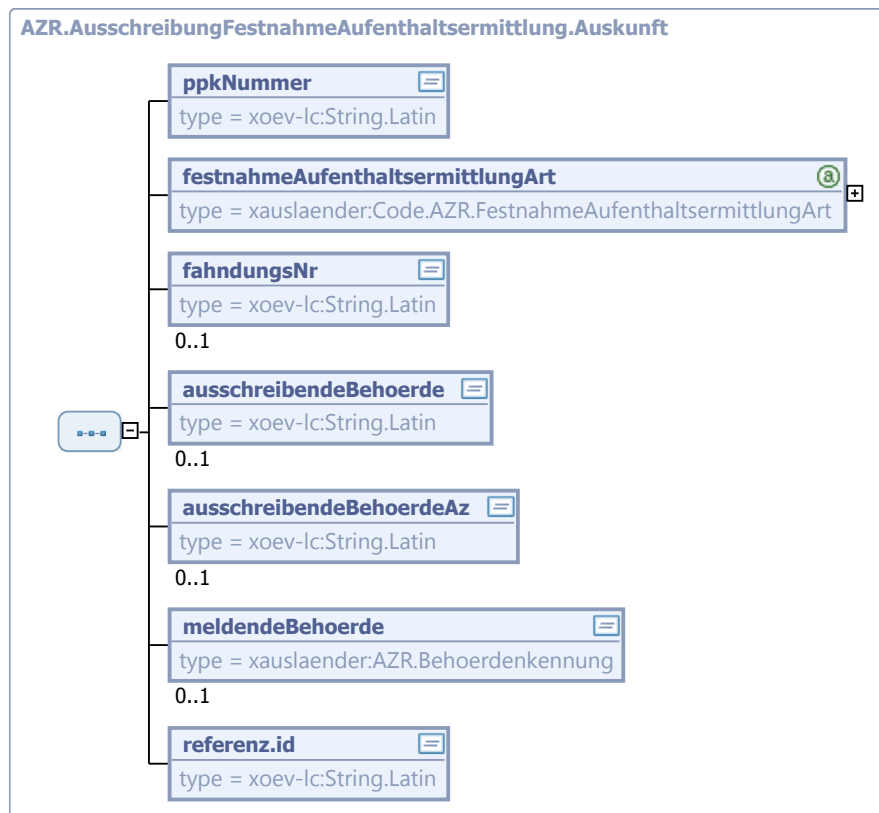 AZR.AusschreibungFestnahmeAufenthaltsermittlung.Auskunft
ppkNummer
type = xoev-lc:String.Latin
festnahmeAufenthaltsermittlungArt
type = xauslaender:Code.AZR.FestnahmeAufenthaltsermittlungArt
fahndungsNr
type = xoev-lc:String.Latin
0..1
ausschreibendeBehoerde
type = xoev-lc:String.Latin
0..1
ausschreibendeBehoerdeAz
type = xoev-lc:String.Latin
0..1
meldendeBehoerde
type = xauslaender:AZR.Behoerdenkennung
0..1
referenz.id
type = xoev-lc:String.Latin